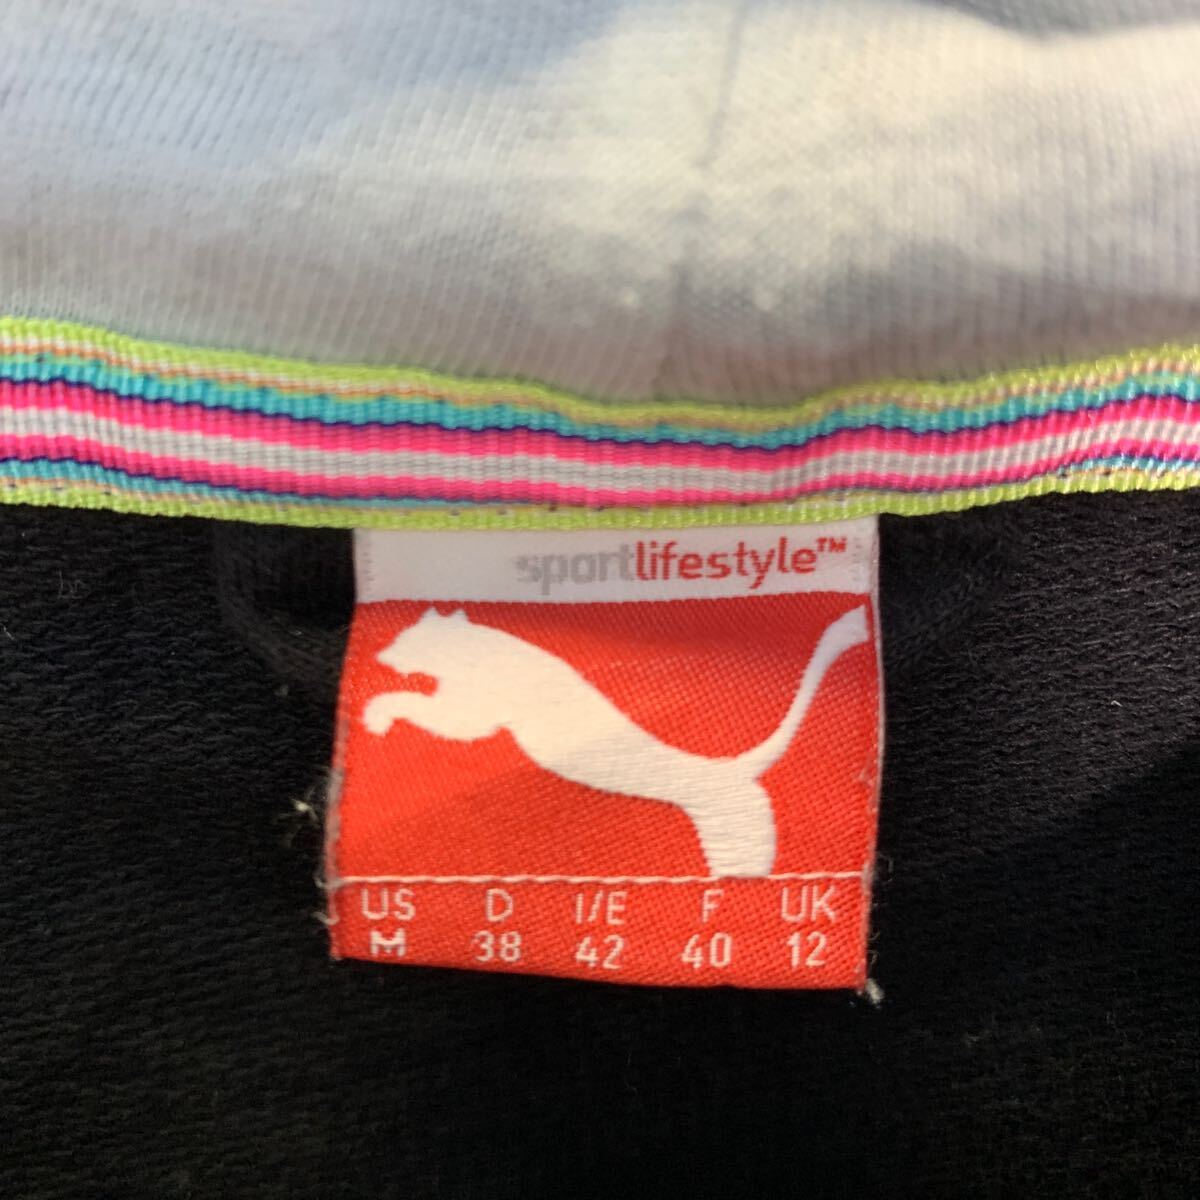 sportlifestyle™
US D I/E F UK
M 38 42 40 12